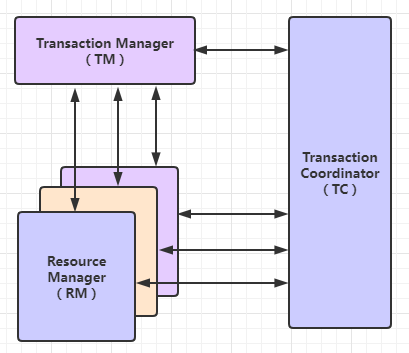 Transaction Manager
（TM）
Transaction
Coordinator
（TC）
Resource
Manager
（RM）